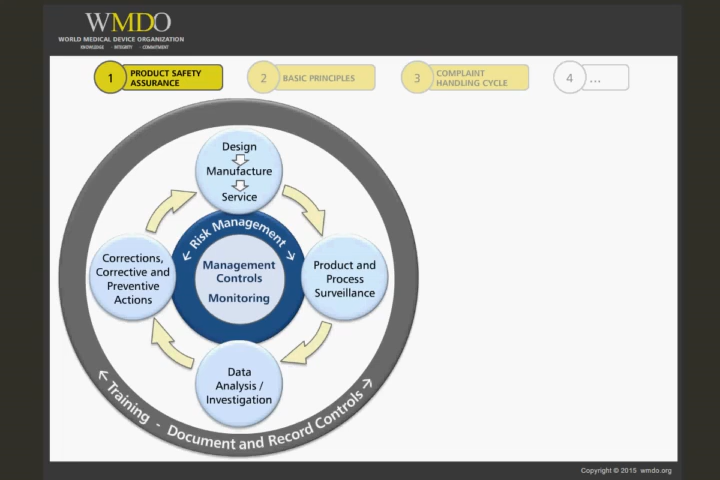 WMDO
WORLD MEDICAL DEVICE ORGANIZATION
KNOWLEDGE - INTEGRITY - COMMITMENT
1 PRODUCT SAFETY
ASSURANCE
2 BASIC PRINCIPLES
3 COMPLAINT
HANDLING CYCLE
4 ...
Design
Manufacture
Service
Risk Management
Management
Controls
Monitoring
Corrections,
Corrective and
Preventive
Actions
Product and
Process
Surveillance
Data
Analysis /
Investigation
Training - Document and Record Controls
Copyright © 2015 wmdo.org